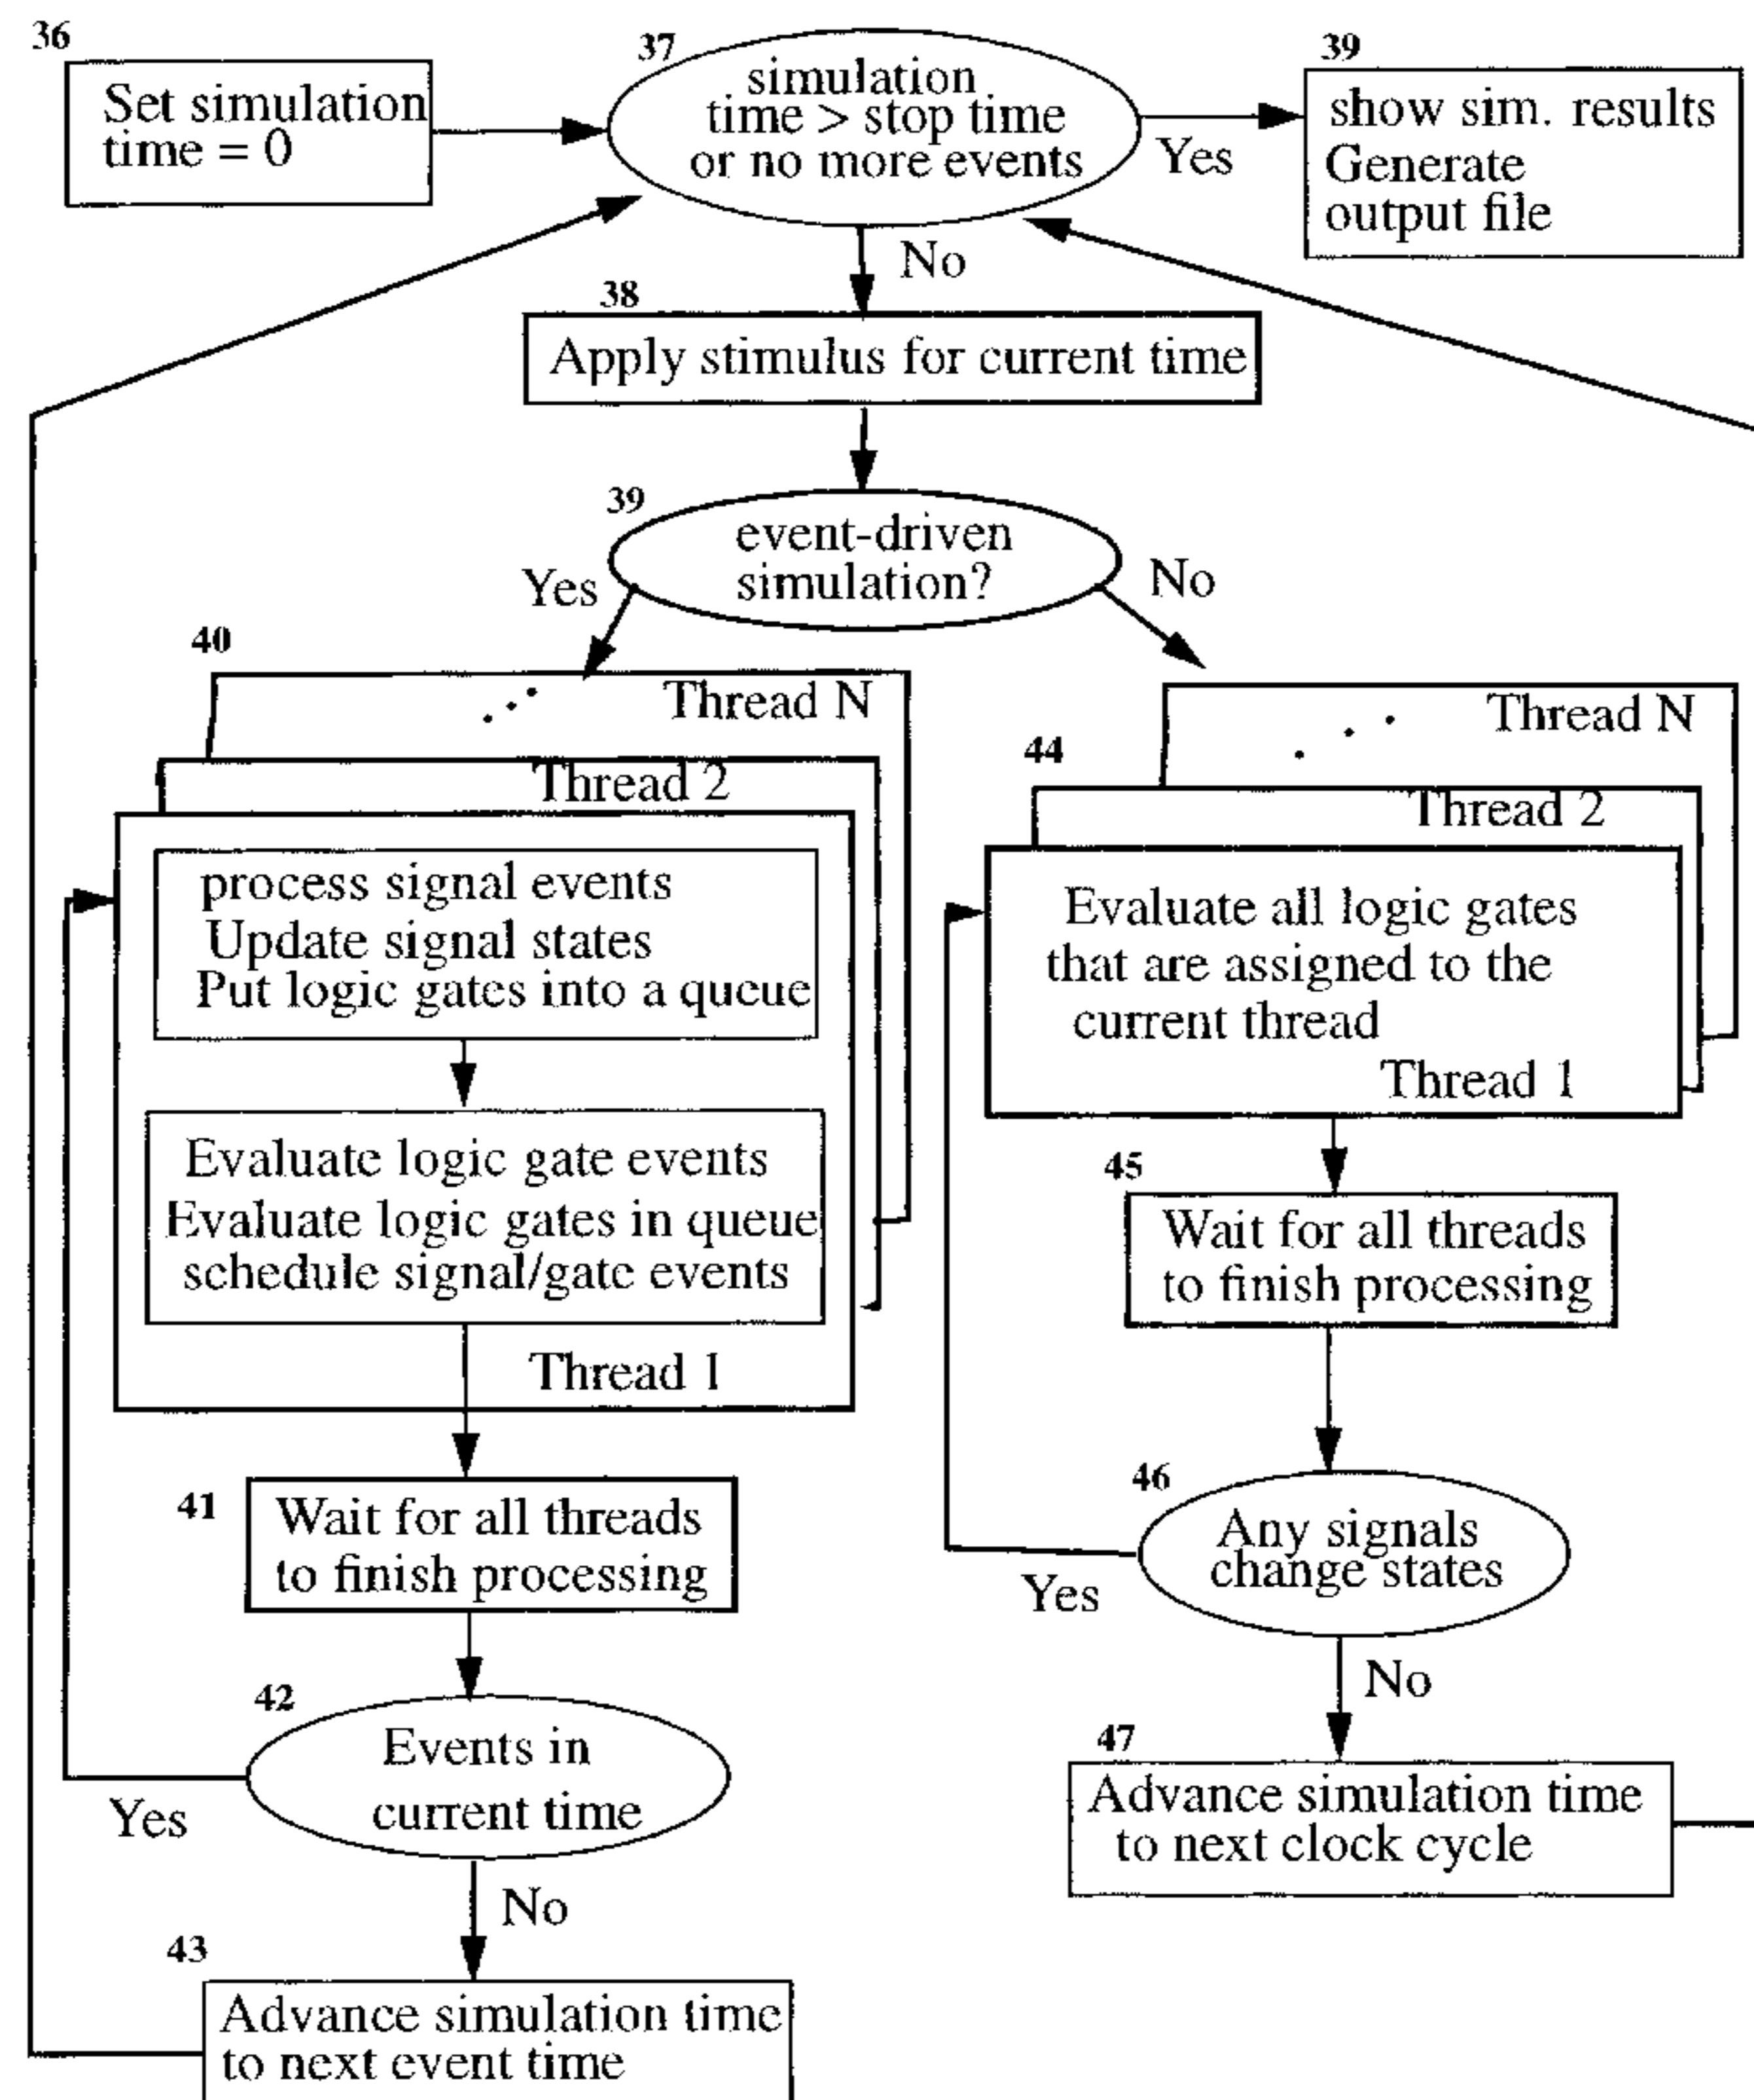 36
Set simulation
time = 0
37
simulation
time > stop time
or no more events
Yes
39
show sim. results
Generate
output file
No
38
Apply stimulus for current time
39
event-driven
simulation?
Yes
No
40
Thread N
Thread 2
process signal events
Update signal states
Put logic gates into a queue
Evaluate logic gate events
Evaluate logic gates in queue
schedule signal/gate events
Thread 1
41
Wait for all threads
to finish processing
42
Events in
current time
Yes
No
43
Advance simulation time
to next event time
44
Thread N
Thread 2
Evaluate all logic gates
that are assigned to the
current thread
Thread 1
45
Wait for all threads
to finish processing
46
Any signals
change states
Yes
No
47
Advance simulation time
to next clock cycle